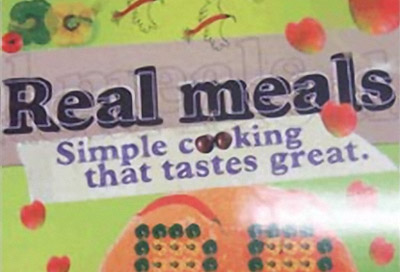 Real meals
Simple cooking
that tastes great.